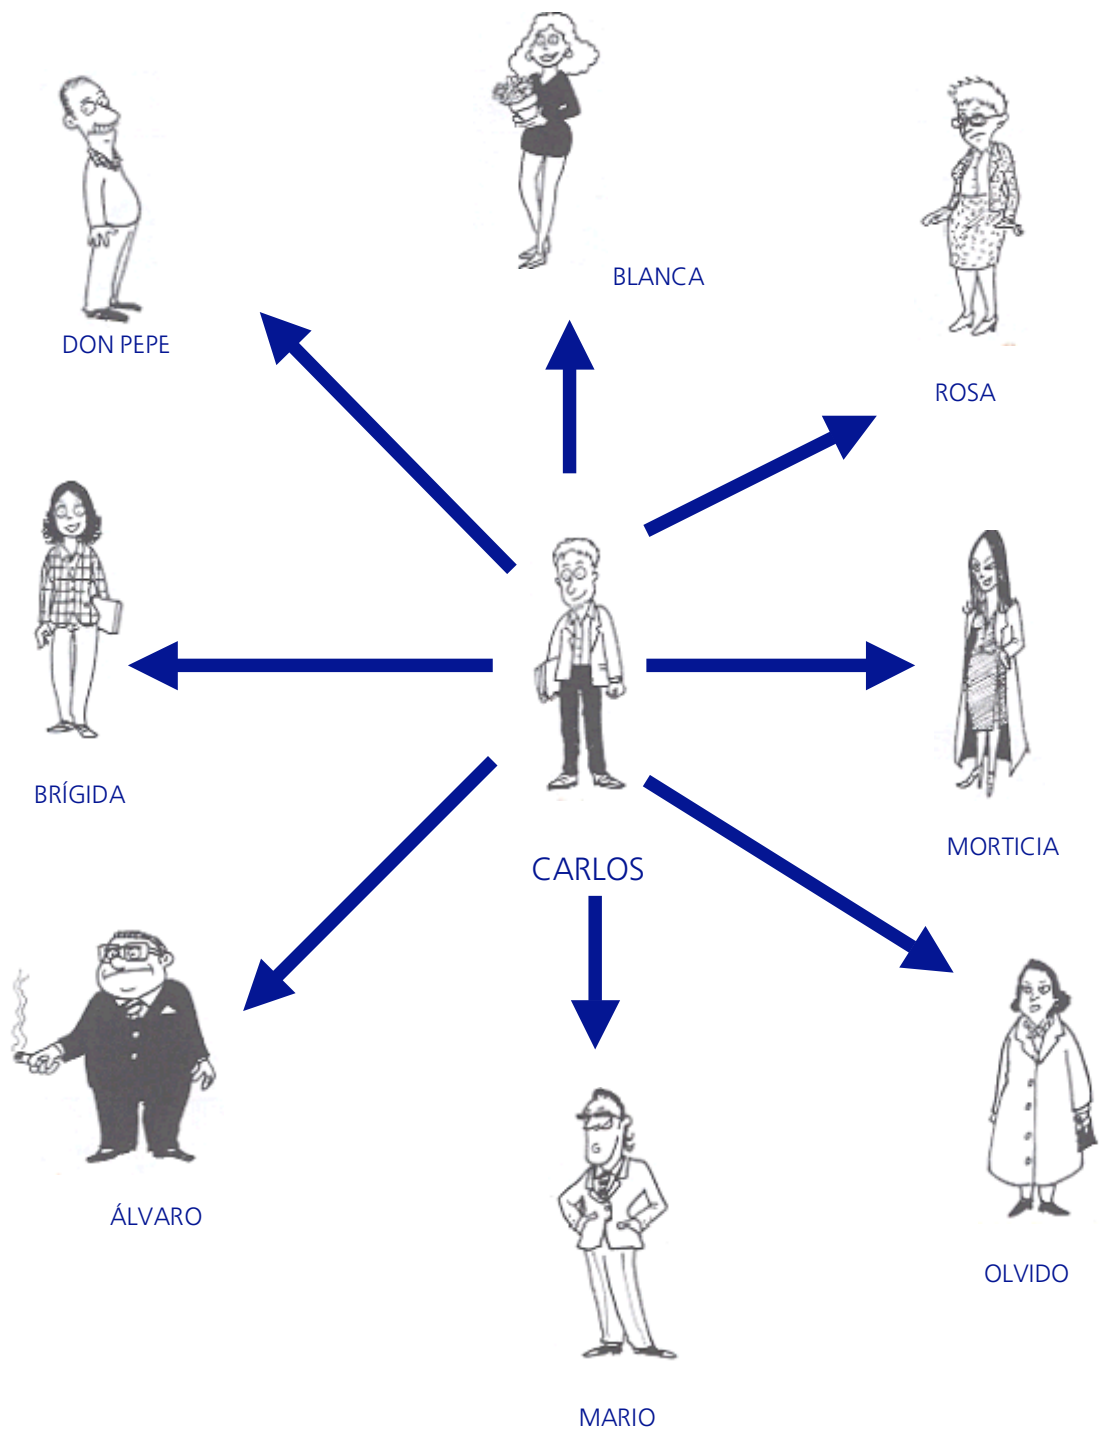 BLANCA
DON PEPE
ROSA
BRÍGIDA
MORTICIA
CARLOS
ÁLVARO
OLVIDO
MARIO